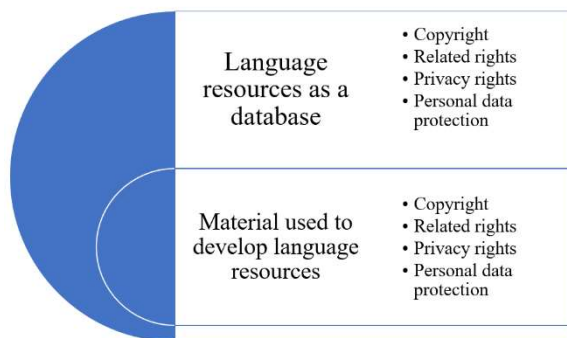 Language
resources as a
database
• Copyright
• Related rights
• Privacy rights
• Personal data
protection
Material used to
develop language
resources
• Copyright
• Related rights
• Privacy rights
• Personal data
protection